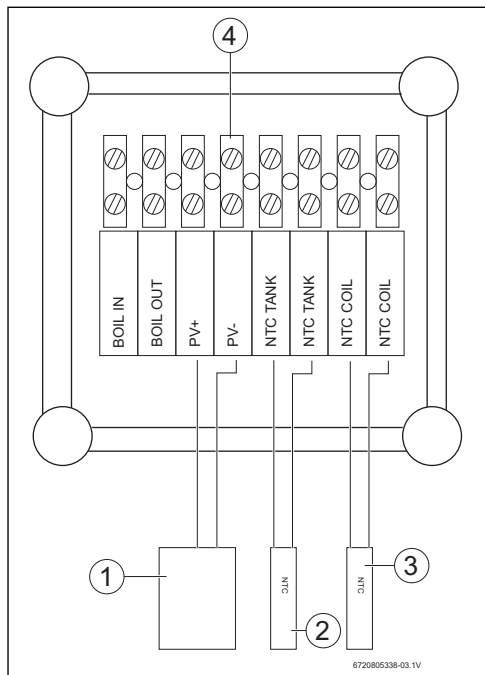 4
BOIL IN
BOIL OUT
PV+
PV-
NTC TANK
NTC TANK
NTC COIL
NTC COIL
1
NTC
2
NTC
3
6720805338-03.1V